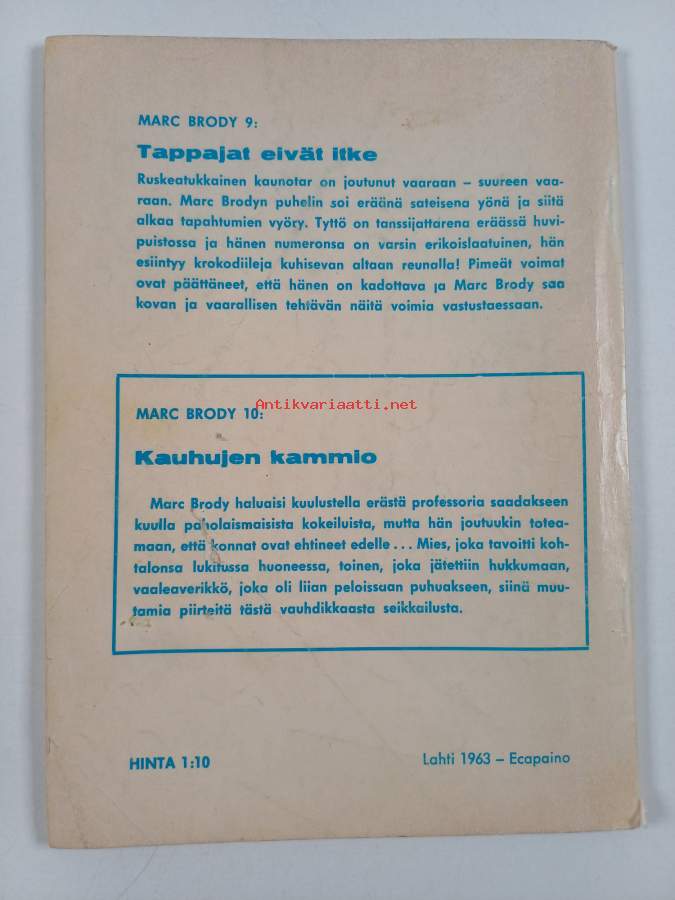 MARC BRODY 9:
Tappajat eivät itke
Ruskeatukkainen kaunotar on joutunut vaaraan – suureen vaa-
raan. Marc Brodyn puhelin soi eräänä sateisena yönä ja siitä
alkaa tapahtumien vyöry. Tyttö on tanssijattarena eräässä huvi-
puistossa ja hänen numeronsa on varsin erikoislaatuinen, hän
esiintyy krokodiileja kuhisevan altaan reunalla! Pimeät voimat
ovat päättäneet, että hänen on kadottava ja Marc Brody saa
kovan ja vaarallisen tehtävän näitä voimia vastustaessaan.
Antikvariaatti.net
MARC BRODY 10:
Kauhujen kammio
Marc Brody haluaisi kuulustella erästä professoria saadakseen
kuulla paholaismaisista kokeiluista, mutta hän joutuukin totea-
maan, että konnat ovat ehtineet edelle ... Mies, joka tavoitti koh-
talonsa lukitussa huoneessa, toinen, joka jätettiin hukkumaan,
vaaleaverikkö, joka oli liian peloissaan puhuakseen, siinä muu-
tamia piirteitä tästä vauhdikkaasta seikkailusta.
HINTA 1:10
Lahti 1963 – Ecapaino